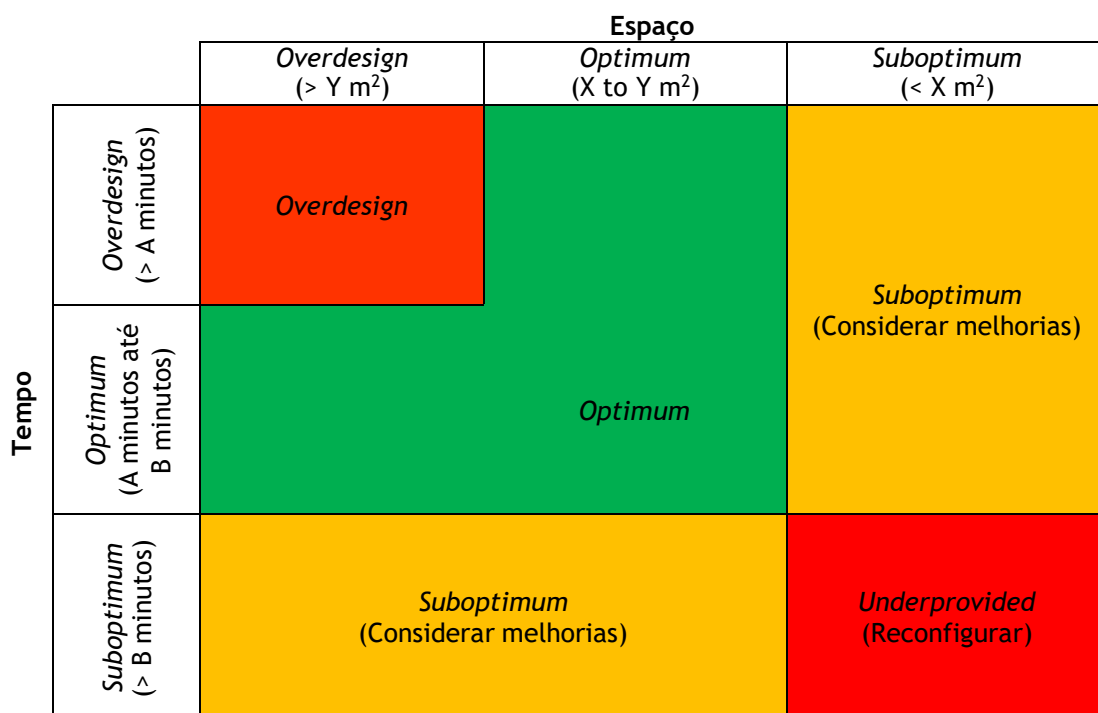 Espaço
Overdesign
(> Y m²)
Optimum
(X to Y m²)
Suboptimum
(< X m²)
Tempo
Overdesign
(> A minutos)
Overdesign
Suboptimum
(Considerar melhorias)
Optimum
(A minutos até
B minutos)
Optimum
Suboptimum
(> B minutos)
Suboptimum
(Considerar melhorias)
Underprovided
(Reconfigurar)